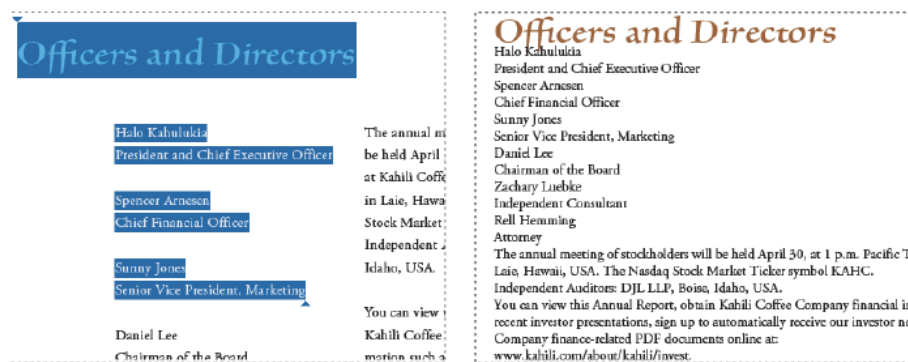 Officers and Directors
Halo Kahulukia
President and Chief Executive Officer
Spencer Arnesen
Chief Financial Officer
Sunny Jones
Senior Vice President, Marketing
Daniel Lee
Chairman of the Board
The annual
be held April
at Kahili
in Laie,
Stock Market
Independent
Idaho, USA.
You can view
Kahili Coffee
such a
Officers and Directors
Halo Kahulukia
President and Chief Executive Officer
Spencer Arnesen
Chief Financial Officer
Sunny Jones
Senior Vice President, Marketing
Daniel Lee
Chairman of the Board
Zachary Luebke
Independent Consultant
Rell Hemming
Attorney
The annual meeting of stockholders will be held April 30, at 1 p.m. Pacific
Laie, Hawaii, USA. The Nasdaq Stock Market Ticker symbol KAHC.
Independent Auditors: DJL LLP, Boise, Idaho, USA.
You can view this Annual Report, obtain Kahili Coffee Company financial
recent investor presentations, sign up to automatically receive our investor
Company finance-related PDF documents online at:
www.kahili.com/about/kahili/invest.